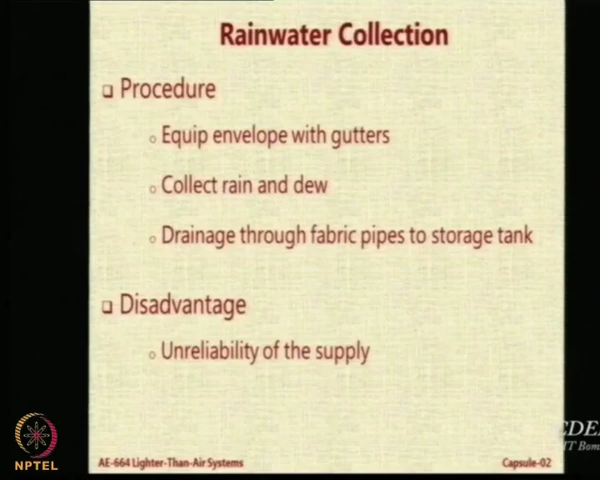 Rainwater Collection
Procedure
Equip envelope with gutters
Collect rain and dew
Drainage through fabric pipes to storage tank
Disadvantage
Unreliability of the supply
NPTEL
AE-664 Lighter-Than-Air Systems
Capsule-02